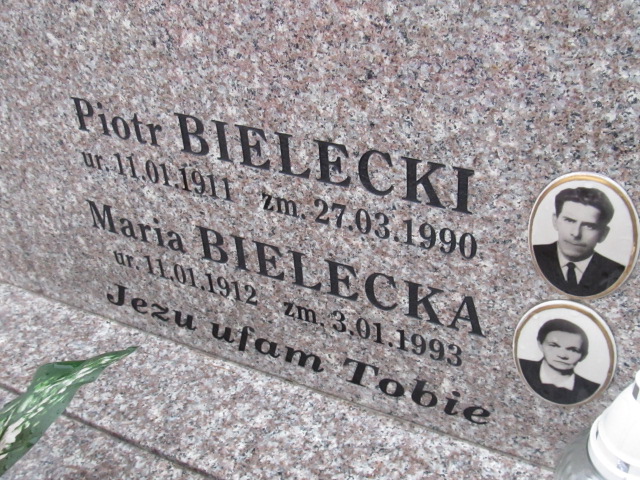 Piotr BIELECKI
ur. 11.01.1911 zm. 27.03.1990
Maria BIELECKA
ur. 11.01.1912 zm. 3.01.1993
Jezu ufam Tobie